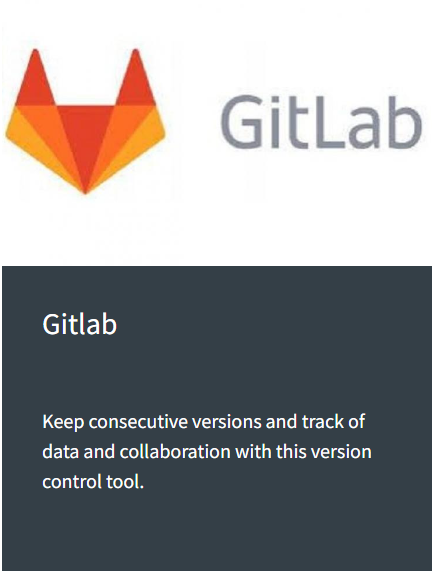 GitLab
Gitlab
Keep consecutive versions and track of
data and collaboration with this version
control tool.